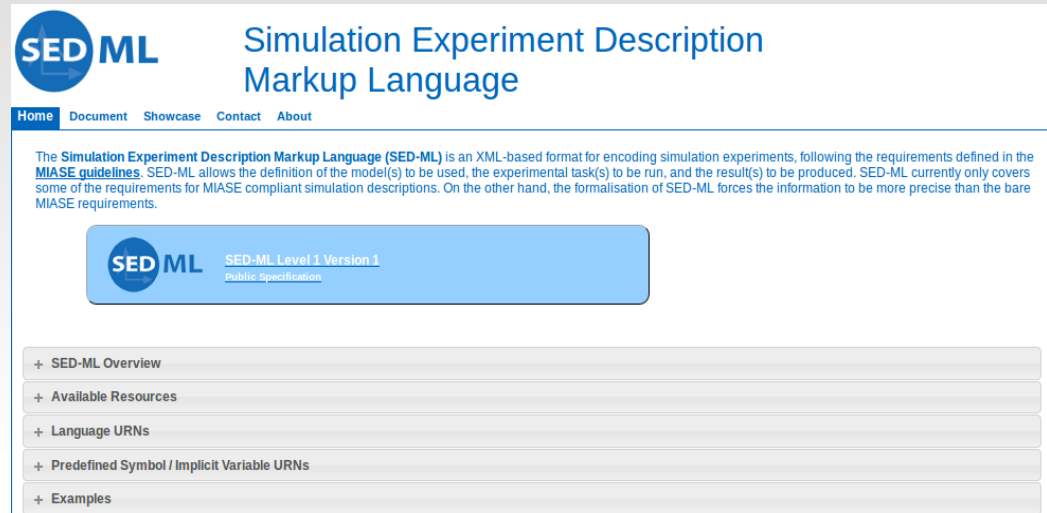 SED ML
Simulation Experiment Description
Markup Language
Home Document Showcase Contact About
The Simulation Experiment Description Markup Language (SED-ML) is an XML-based format for encoding simulation experiments, following the requirements defined in the
MIASE guidelines. SED-ML allows the definition of the model(s) to be used, the experimental task(s) to be run, and the result(s) to be produced. SED-ML currently only covers
some of the requirements for MIASE compliant simulation descriptions. On the other hand, the formalisation of SED-ML forces the information to be more precise than the bare
MIASE requirements.
SED ML
SED-ML Level 1 Version 1
Public Specification
+ SED-ML Overview
+ Available Resources
+ Language URNs
+ Predefined Symbol / Implicit Variable URNs
+ Examples